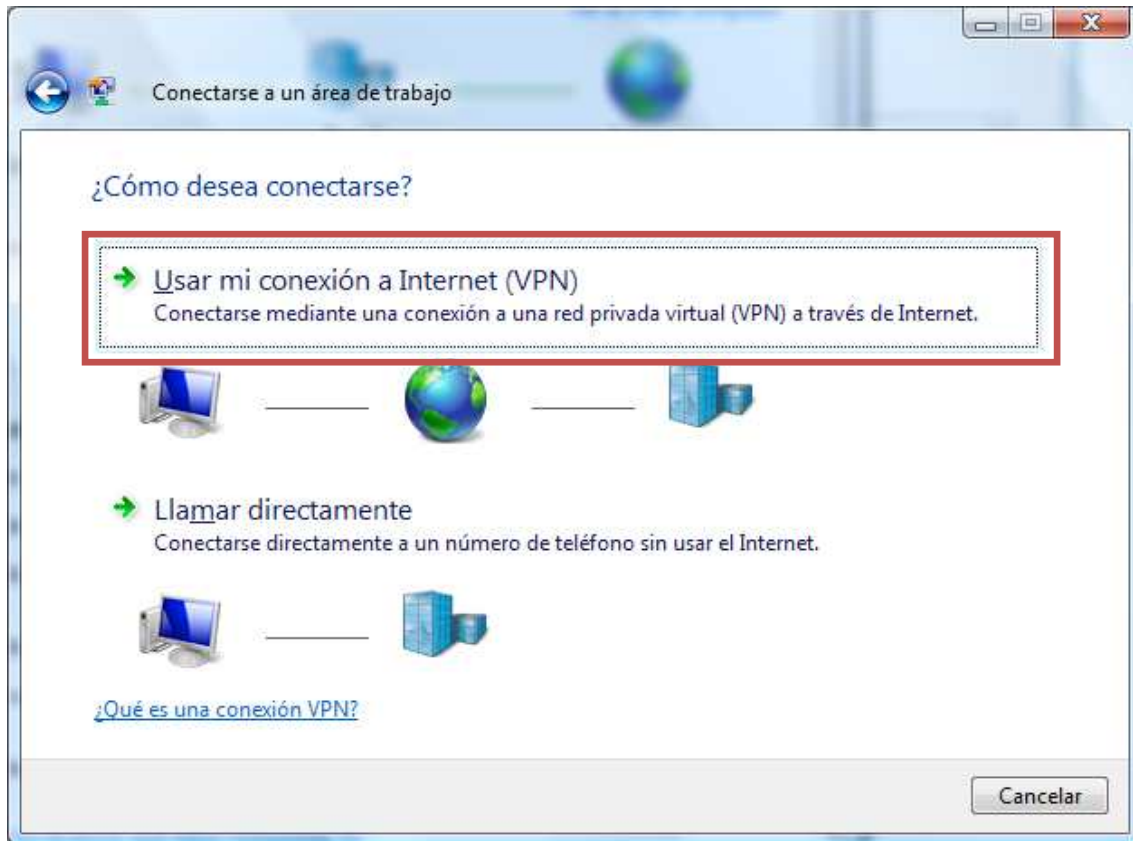 Conectarse a un área de trabajo
¿Cómo desea conectarse?
Usar mi conexión a Internet (VPN)
Conectarse mediante una conexión a una red privada virtual (VPN) a través de Internet.
Llamar directamente
Conectarse directamente a un número de teléfono sin usar el Internet.
¿Qué es una conexión VPN?
Cancelar